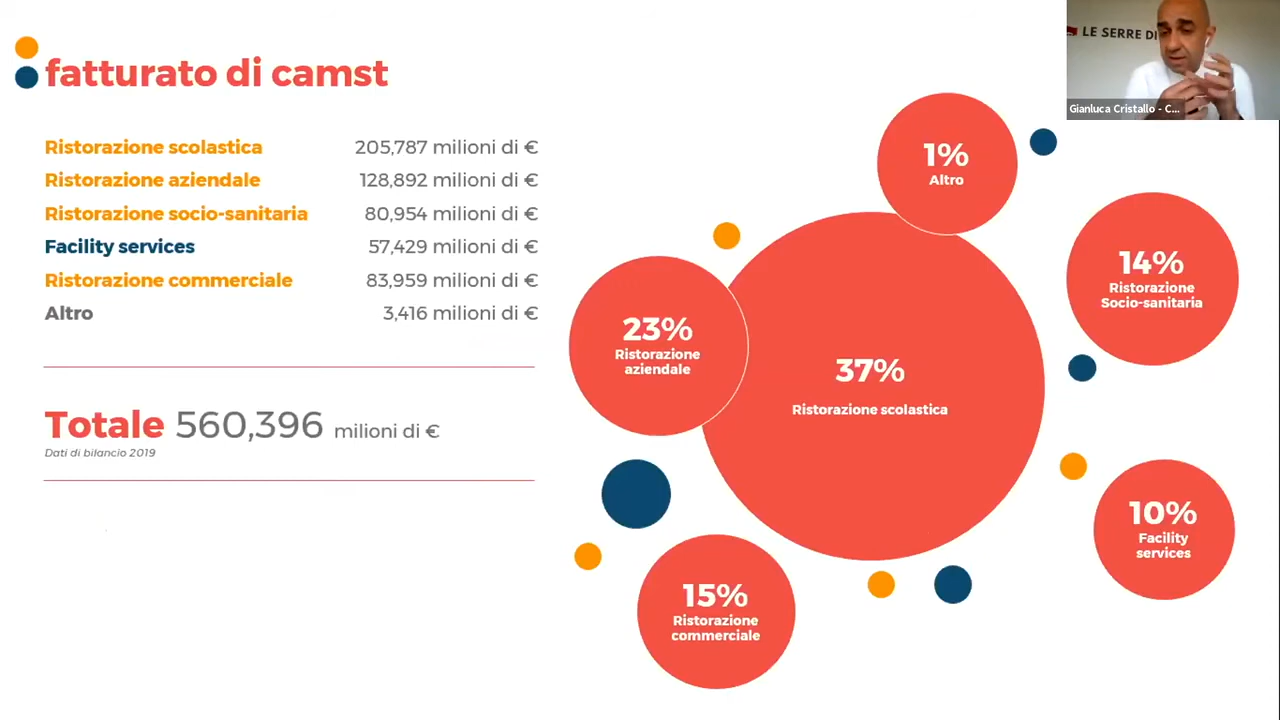 fatturato di camst
Ristorazione scolastica 205,787 milioni di €
Ristorazione aziendale 128,892 milioni di €
Ristorazione socio-sanitaria 80,954 milioni di €
Facility services 57,429 milioni di €
Ristorazione commerciale 83,959 milioni di €
Altro 3,416 milioni di €
Totale 560,396 milioni di €
Dati di bilancio 2019
1%
Altro
14%
Ristorazione
Socio-sanitaria
23%
Ristorazione
aziendale
37%
Ristorazione scolastica
10%
Facility
services
15%
Ristorazione
commerciale
LE SERRE DI
Gianluca Cristallo - C...